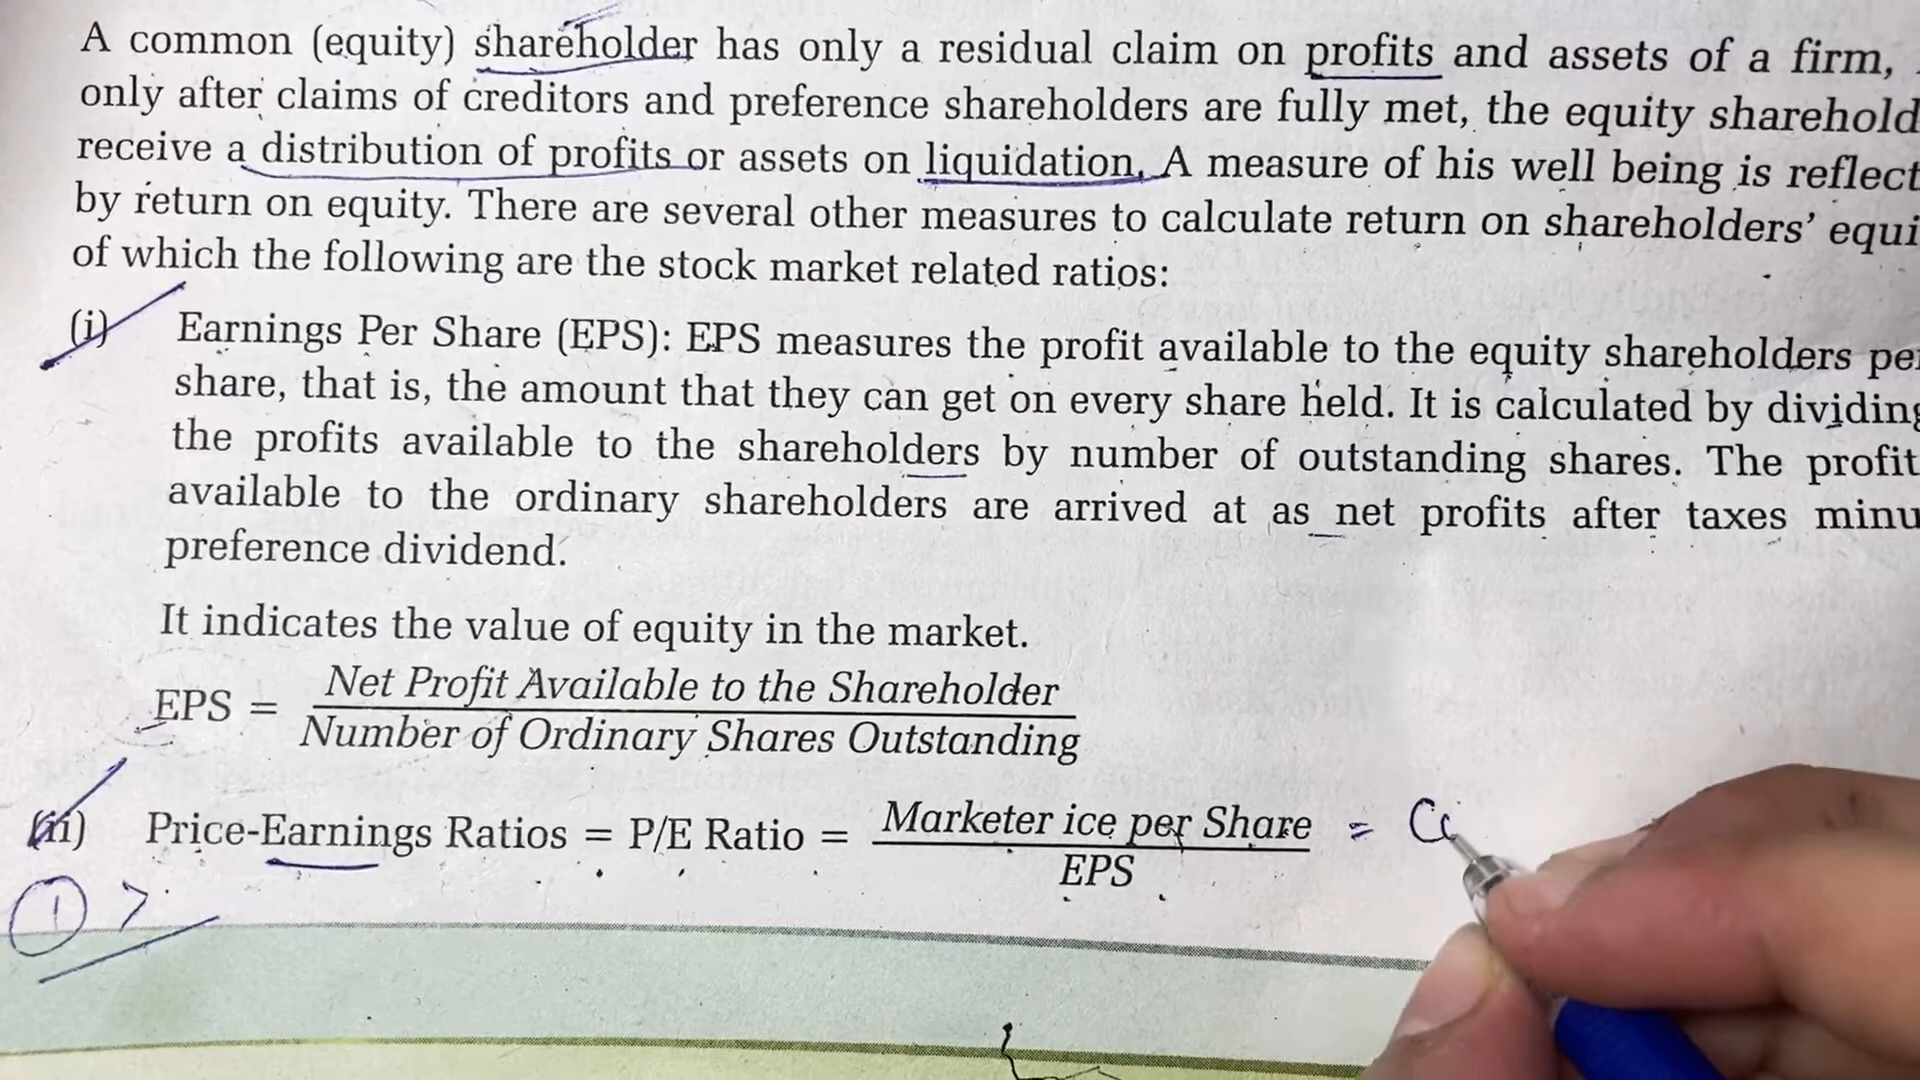 A common (equity) shareholder has only a residual claim on profits and assets of a firm,
only after claims of creditors and preference shareholders are fully met, the equity sharehold
receive a distribution of profits or assets on liquidation. A measure of his well being is reflect
by return on equity. There are several other measures to calculate return on shareholders' equi
of which the following are the stock market related ratios:
(i) Earnings Per Share (EPS): EPS measures the profit available to the equity shareholders pe
share, that is, the amount that they can get on every share held. It is calculated by dividing
the profits available to the shareholders by number of outstanding shares. The profit
available to the ordinary shareholders are arrived at as net profits after taxes minu
preference dividend.
It indicates the value of equity in the market.
EPS = Net Profit Available to the Shareholder
Number of Ordinary Shares Outstanding
(ii) Price-Earnings Ratios = P/E Ratio = Marketer ice per Share =
EPS
1 >